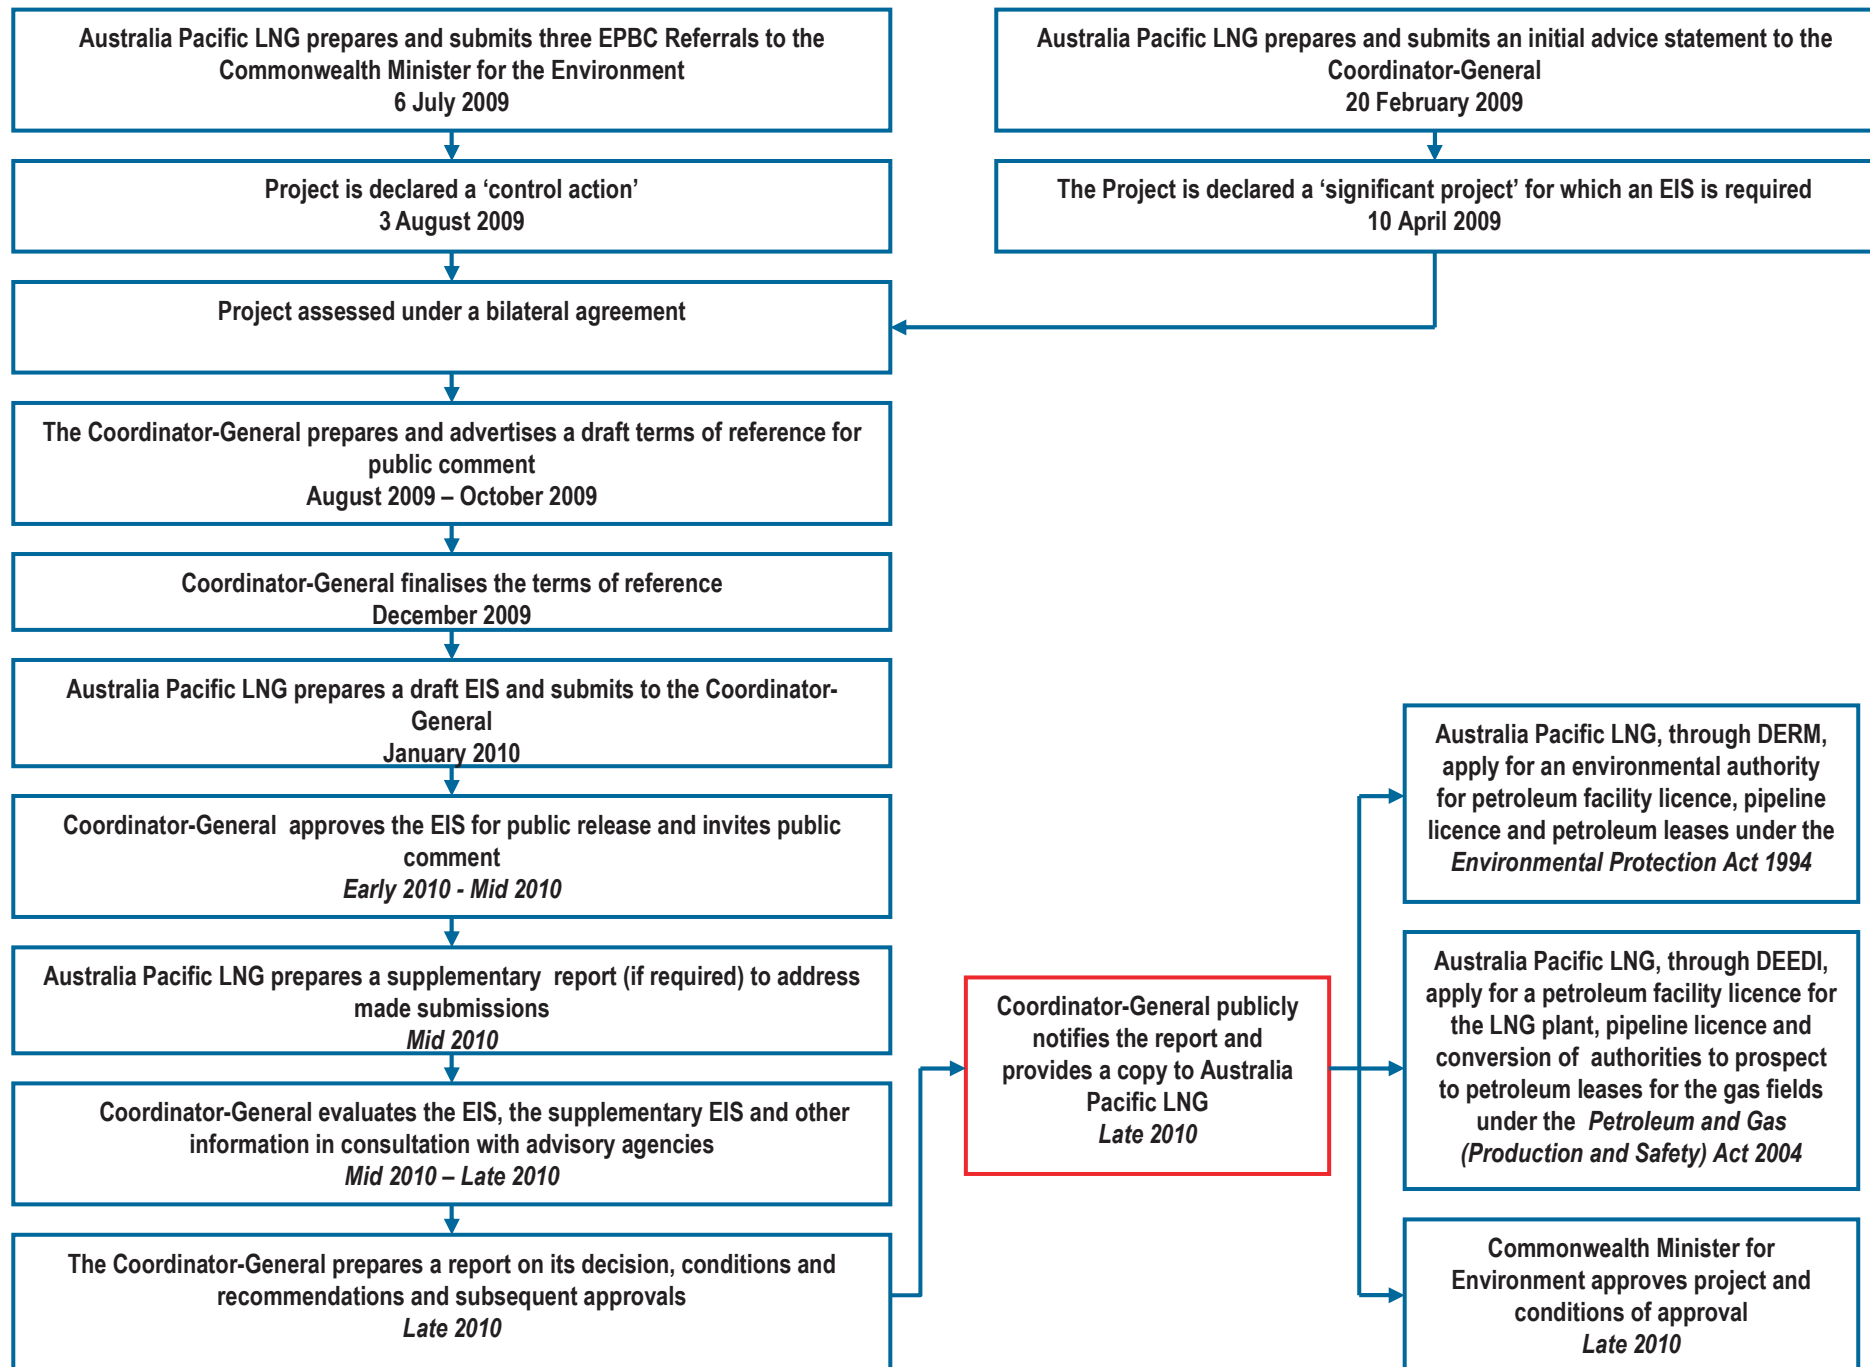 Australia Pacific LNG prepares and submits three EPBC Referrals to the
Commonwealth Minister for the Environment
6 July 2009
Australia Pacific LNG prepares and submits an initial advice statement to the
Coordinator-General
20 February 2009
Project is declared a ‘control action’
3 August 2009
The Project is declared a ‘significant project’ for which an EIS is required
10 April 2009
Project assessed under a bilateral agreement
The Coordinator-General prepares and advertises a draft terms of reference for
public comment
August 2009 – October 2009
Coordinator-General finalises the terms of reference
December 2009
Australia Pacific LNG prepares a draft EIS and submits to the Coordinator-
General
January 2010
Coordinator-General approves the EIS for public release and invites public
comment
Early 2010 - Mid 2010
Australia Pacific LNG prepares a supplementary report (if required) to address
made submissions
Mid 2010
Coordinator-General evaluates the EIS, the supplementary EIS and other
information in consultation with advisory agencies
Mid 2010 – Late 2010
The Coordinator-General prepares a report on its decision, conditions and
recommendations and subsequent approvals
Late 2010
Coordinator-General publicly
notifies the report and
provides a copy to Australia
Pacific LNG
Late 2010
Australia Pacific LNG, through DERM,
apply for an environmental authority
for petroleum facility licence, pipeline
licence and petroleum leases under the
Environmental Protection Act 1994
Australia Pacific LNG, through DEEDI,
apply for a petroleum facility licence for
the LNG plant, pipeline licence and
conversion of authorities to prospect
to petroleum leases for the gas fields
under the Petroleum and Gas
(Production and Safety) Act 2004
Commonwealth Minister for
Environment approves project and
conditions of approval
Late 2010